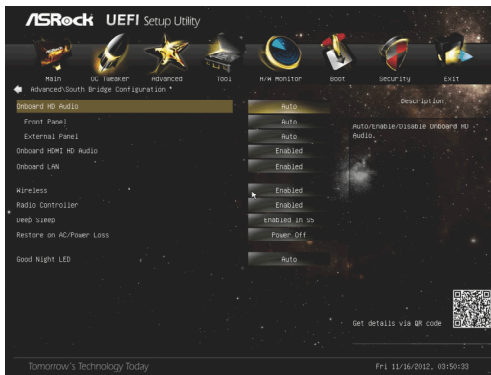 ASRock UEFI Setup Utility
Main OC Tweaker Advanced Tool H/W Monitor Boot Security Exit
Advanced\South Bridge Configuration *
Description
Onboard HD Audio Auto
Front Panel Auto
Auto/Enable/Disable Onboard HD
Audio.
External Panel Auto
Onboard HDMI HD Audio Enabled
Onboard LAN Enabled
Wireless Enabled
Radio Controller Enabled
Deep Sleep Enabled in S5
Restore on AC/Power Loss Power Off
Good Night LED Auto
Get details via QR code
Tomorrow's Technology Today Fri 11/16/2012, 03:50:33